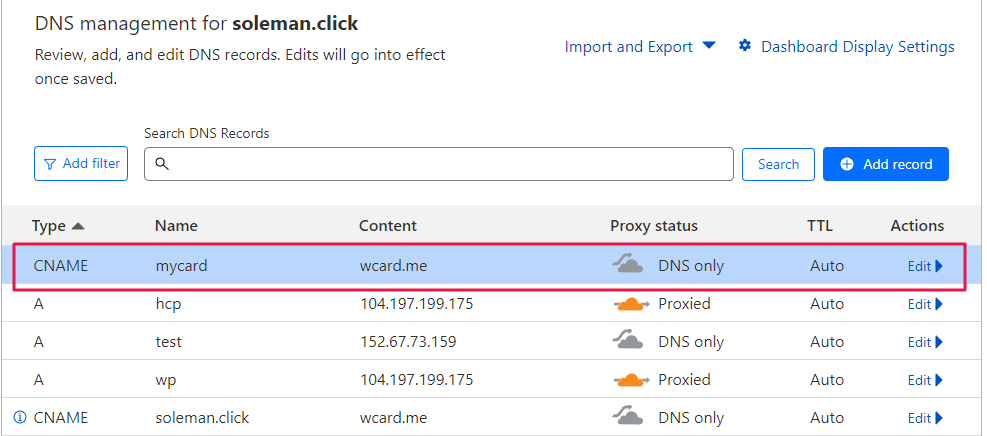 DNS management for soleman.click
Review, add, and edit DNS records. Edits will go into effect
once saved.
Import and Export
Dashboard Display Settings
Search DNS Records
Add filter
Search
Add record
Type Name Content Proxy status TTL Actions
CNAME mycard wcard.me DNS only Auto Edit
A hcp 104.197.199.175 Proxied Auto Edit
A test 152.67.73.159 DNS only Auto Edit
A wp 104.197.199.175 Proxied Auto Edit
CNAME soleman.click wcard.me DNS only Auto Edit